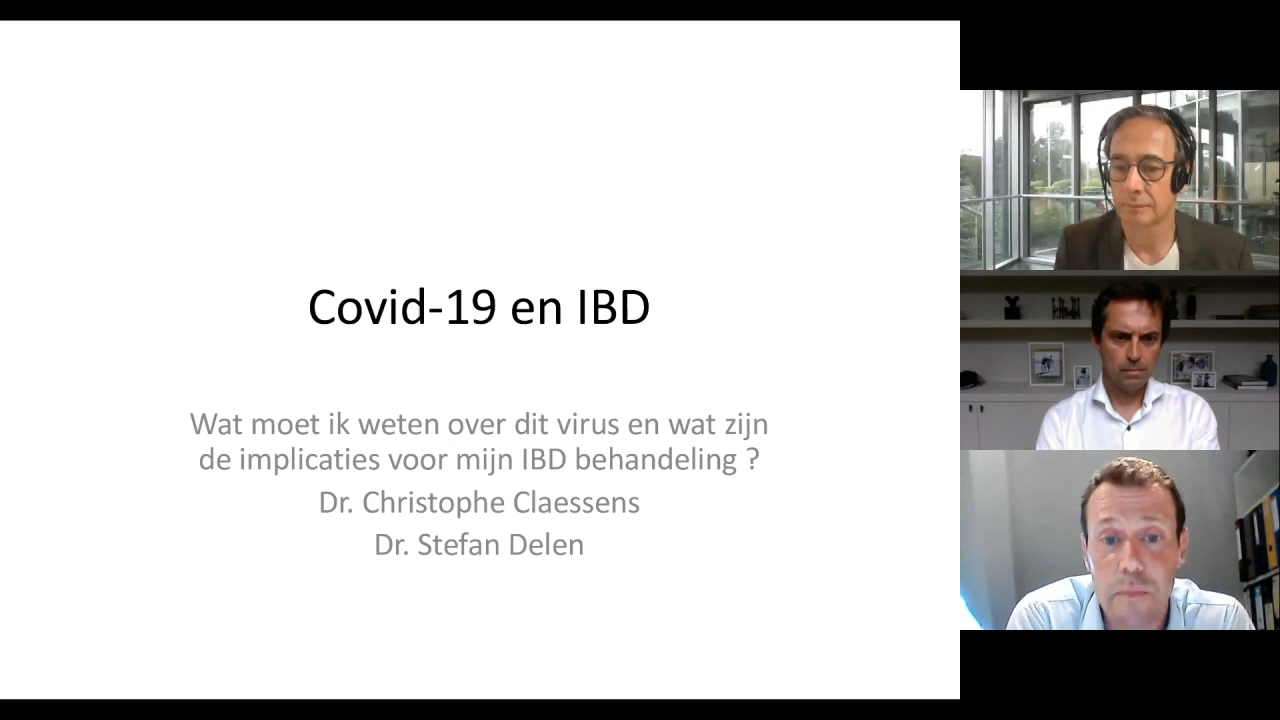 Covid-19 en IBD
Wat moet ik weten over dit virus en wat zijn
de implicaties voor mijn IBD behandeling ?
Dr. Christophe Claessens
Dr. Stefan Delen